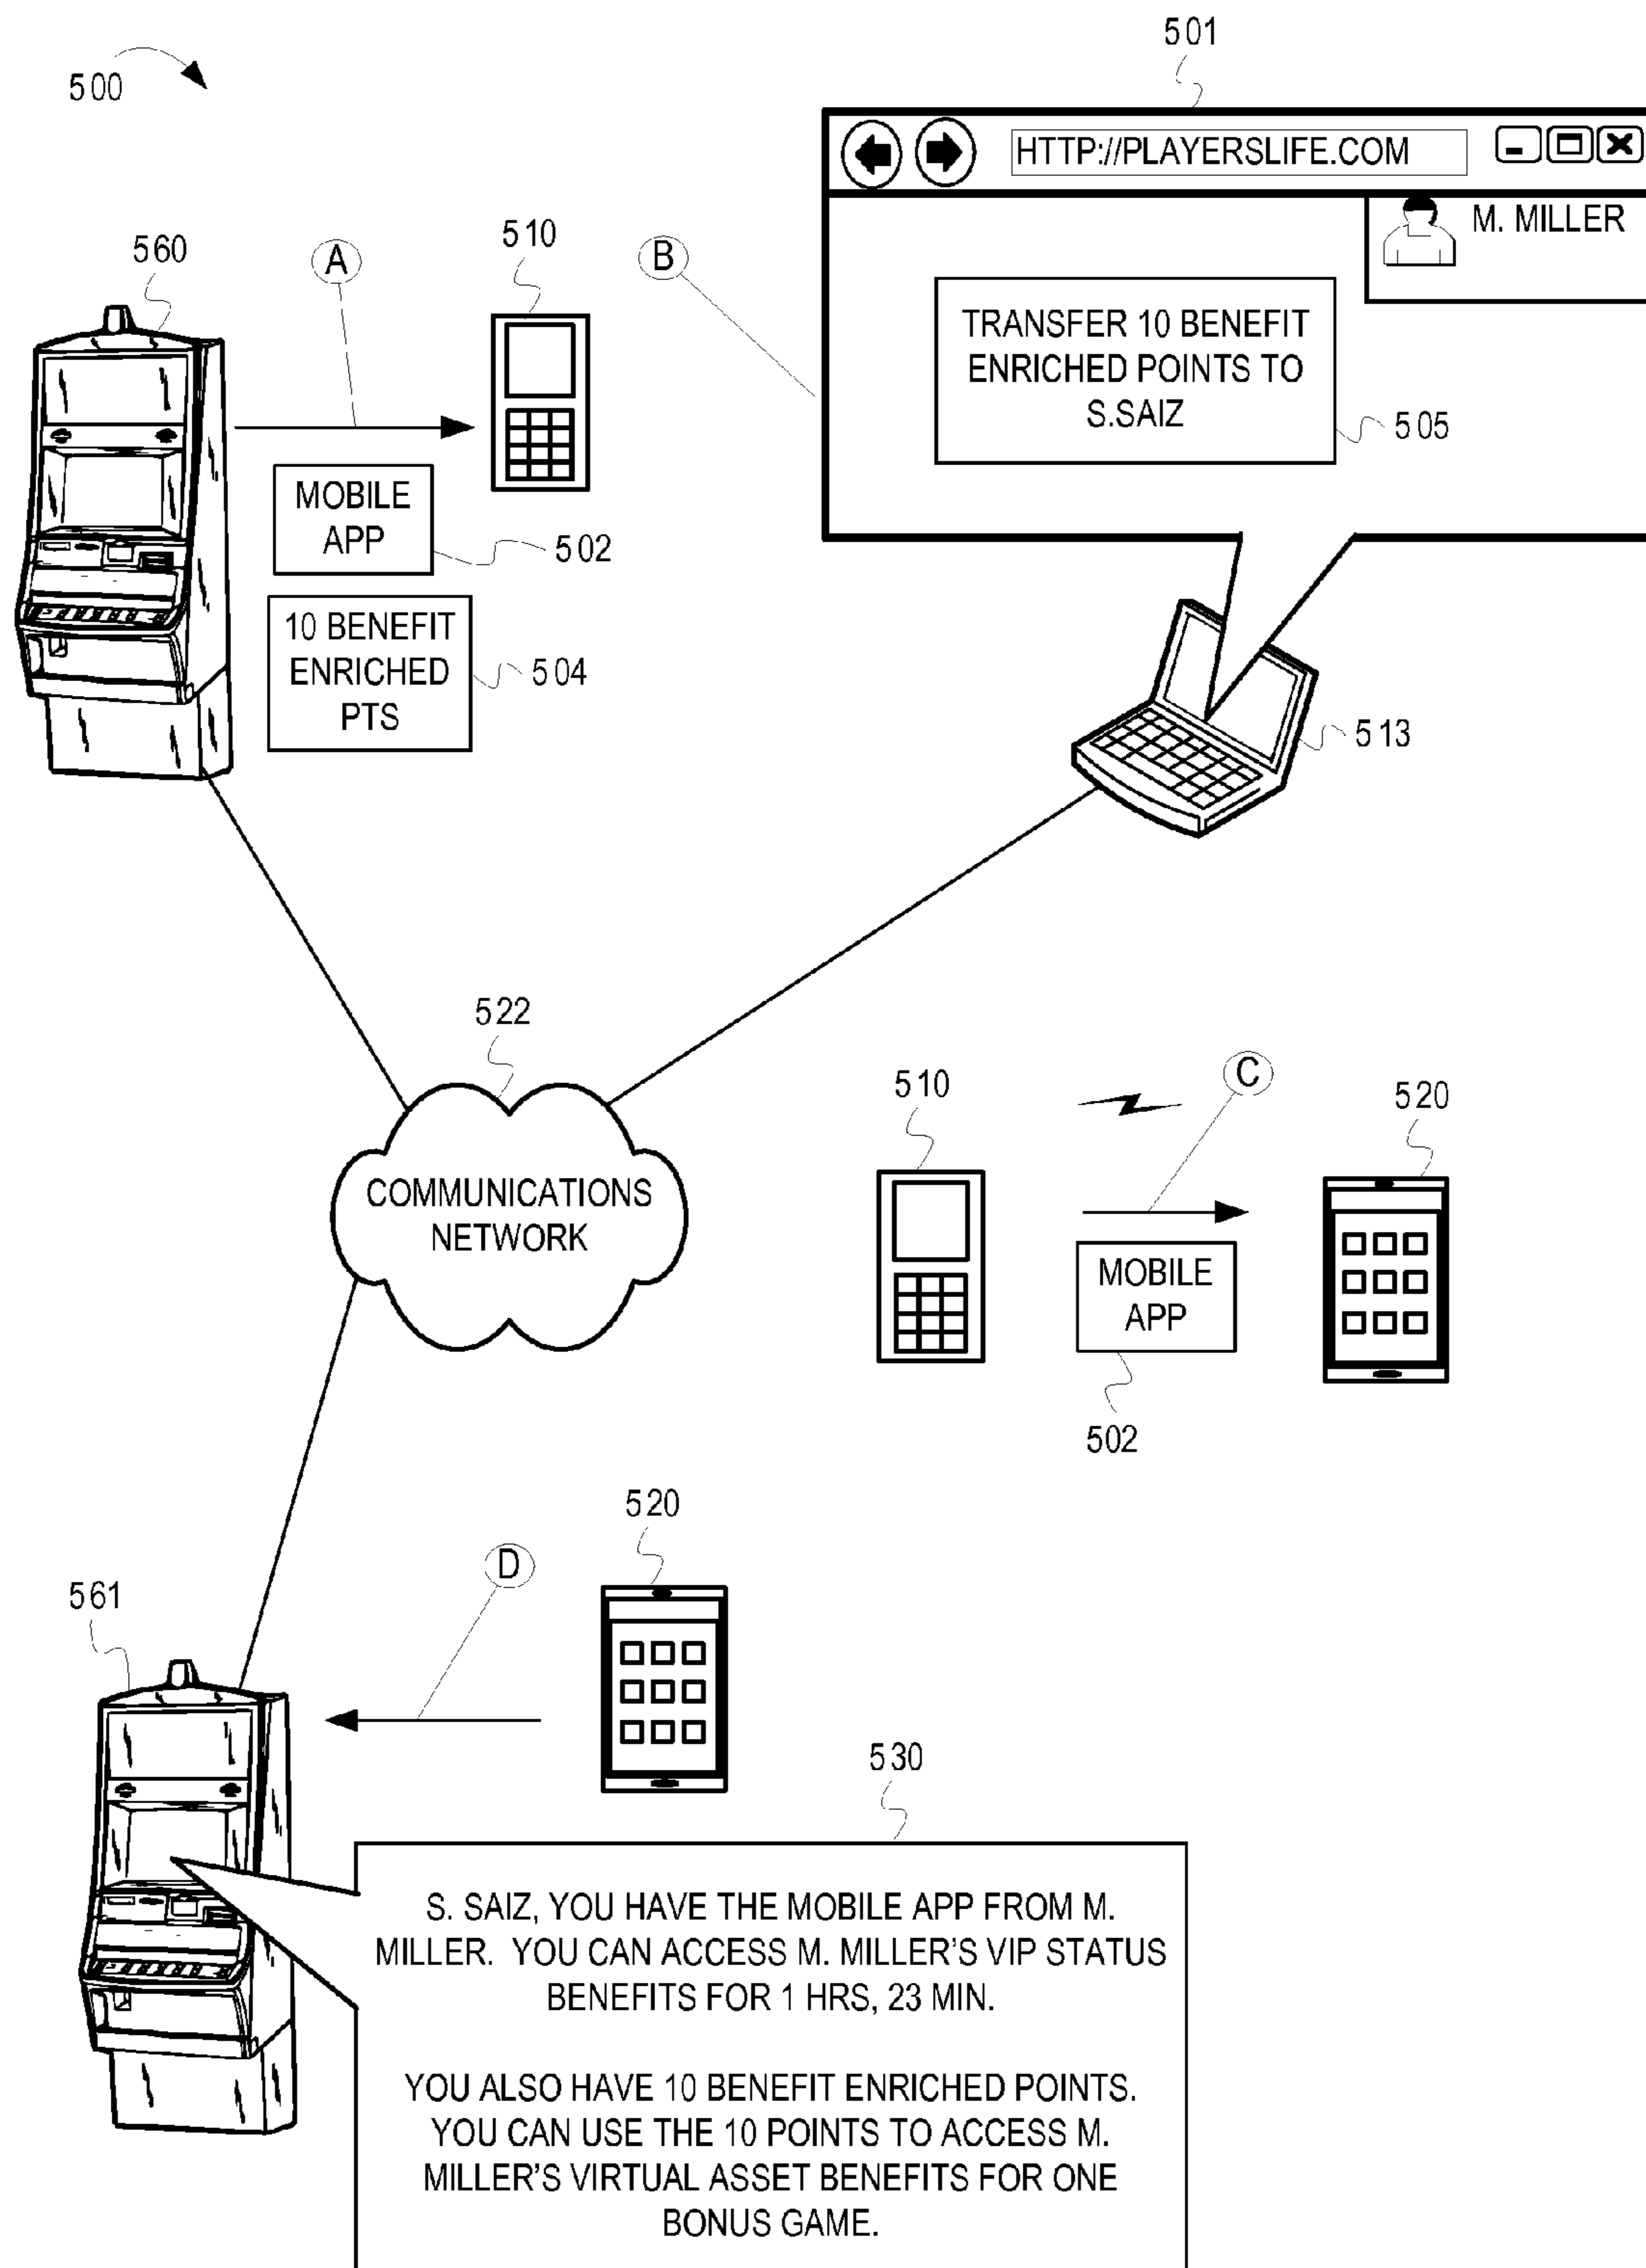 500
501
HTTP://PLAYERSLIFE.COM
M. MILLER
560
A
510
B
TRANSFER 10 BENEFIT
ENRICHED POINTS TO
S.SAIZ
505
MOBILE
APP
502
10 BENEFIT
ENRICHED
PTS
504
513
522
COMMUNICATIONS
NETWORK
510
C
520
MOBILE
APP
502
520
D
561
530
S. SAIZ, YOU HAVE THE MOBILE APP FROM M.
MILLER. YOU CAN ACCESS M. MILLER'S VIP STATUS
BENEFITS FOR 1 HRS, 23 MIN.
YOU ALSO HAVE 10 BENEFIT ENRICHED POINTS.
YOU CAN USE THE 10 POINTS TO ACCESS M.
MILLER'S VIRTUAL ASSET BENEFITS FOR ONE
BONUS GAME.